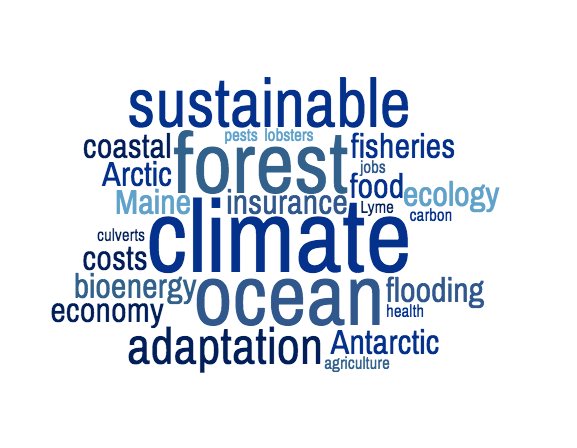 sustainable
pests lobsters
coastal forest fisheries
jobs
Arctic food ecology
Maine insurance Lyme carbon
culverts climate
costs
bioenergy ocean flooding
economy health
adaptation Antarctic
agriculture